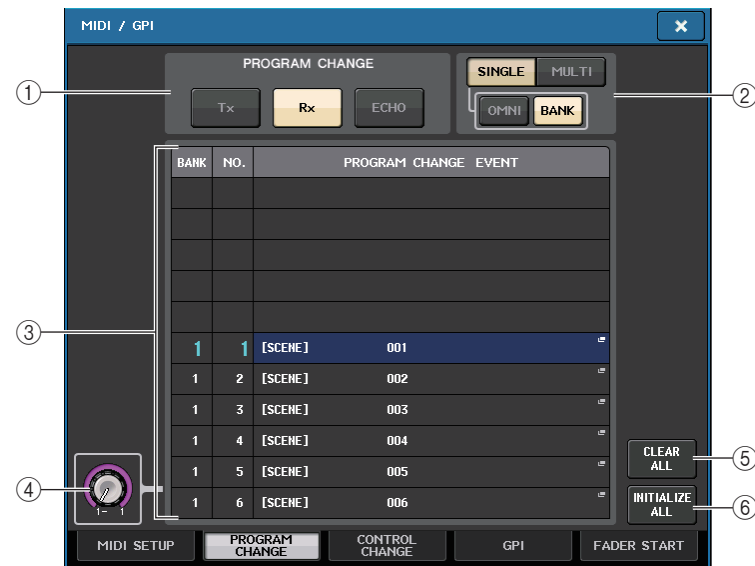 MIDI / GPI
PROGRAM CHANGE
Tx
Rx
ECHO
SINGLE
MULTI
OMNI
BANK
1
2
BANK NO. PROGRAM CHANGE EVENT
3
1 1 [SCENE] 001
1 2 [SCENE] 002
1 3 [SCENE] 003
1 4 [SCENE] 004
1 5 [SCENE] 005
1 6 [SCENE] 006
4
1- 1
CLEAR
ALL
5
INITIALIZE
ALL
6
MIDI SETUP
PROGRAM
CHANGE
CONTROL
CHANGE
GPI
FADER START